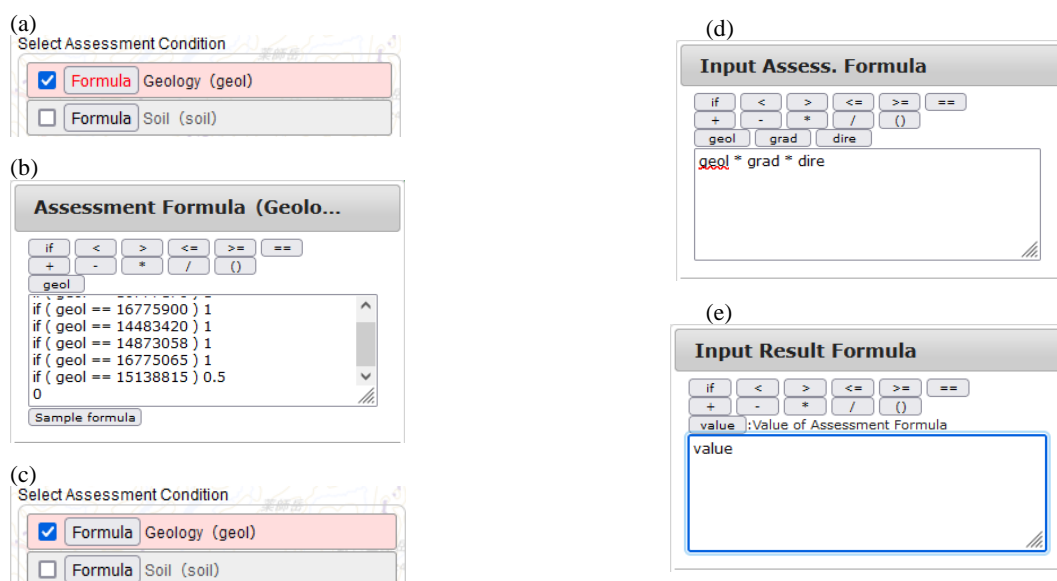 (a)
Select Assessment Condition
Formula Geology (geol)
Formula Soil (soil)
(b)
Assessment Formula (Geolo...
if < > <= >= ==
+ - * / ()
geol
if ( geol == 16775900 ) 1
if ( geol == 14483420 ) 1
if ( geol == 14873058 ) 1
if ( geol == 16775065 ) 1
if ( geol == 15138815 ) 0.5
0
Sample formula
(c)
Select Assessment Condition
Formula Geology (geol)
Formula Soil (soil)
(d)
Input Assess. Formula
if < > <= >= ==
+ - * / ()
geol grad dire
geol * grad * dire
(e)
Input Result Formula
if < > <= >= ==
+ - * / ()
value :Value of Assessment Formula
value